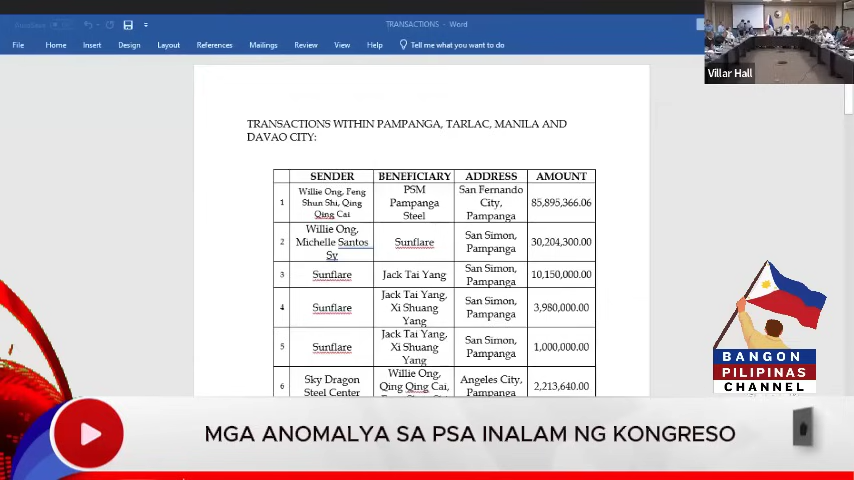 TRANSACTIONS - Word
File Home Insert Design Layout References Mailings Review View Help Tell me what you want to do
Villar Hall
TRANSACTIONS WITHIN PAMPANGA, TARLAC, MANILA AND
DAVAO CITY:
SENDER BENEFICIARY ADDRESS AMOUNT
1 Willie Ong, Feng Shun Shi, Qing Qing Cai PSM Pampanga Steel San Fernando City, Pampanga 85,895,366.06
2 Willie Ong, Michelle Santos Sy Sunflare San Simon, Pampanga 30,204,300.00
3 Sunflare Jack Tai Yang San Simon, Pampanga 10,150,000.00
4 Sunflare Jack Tai Yang, Xi Shuang Yang San Simon, Pampanga 3,980,000.00
5 Sunflare Jack Tai Yang, Xi Shuang Yang San Simon, Pampanga 1,000,000.00
6 Sky Dragon Steel Center Willie Ong, Qing Qing Cai, Angeles City, Pampanga 2,213,640.00
BANGON
PILIPINAS
CHANNEL
MGA ANOMALYA SA PSA INALAM NG KONGRESO